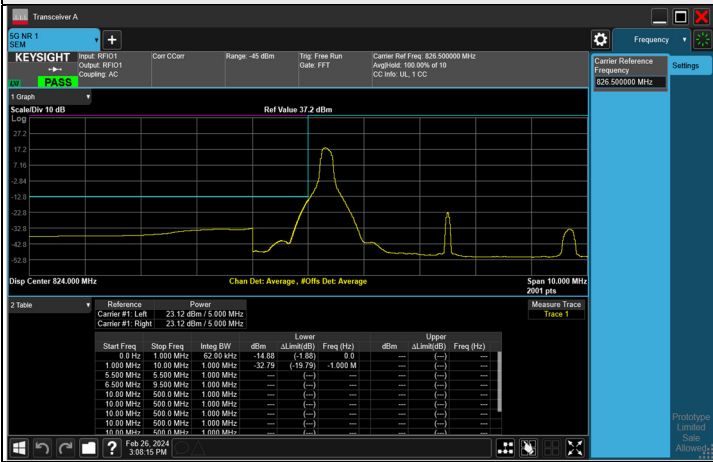 Transceiver A
5G NR 1
SEM
+
Frequency
KEYSIGHT
LXI
PASS
Input: RFIO1
Output: RFIO1
Coupling: AC
Corr CCorr
Range: -45 dBm
Trig: Free Run
Gate: FFT
Carrier Ref Freq: 826.500000 MHz
Avg|Hold: 100.00% of 10
CC Info: UL, 1 CC
Carrier Reference
Frequency
826.500000 MHz
Settings
1 Graph
Scale/Div 10 dB
Ref Value 37.2 dBm
Log
27.2
17.2
7.16
-2.84
-12.8
-22.8
-32.8
-42.8
-52.8
Disp Center 824.000 MHz
Chan Det: Average, #Offs Det: Average
Span 10.000 MHz
2001 pts
2 Table
Reference Power
Carrier #1: Left 23.12 dBm / 5.000 MHz
Carrier #1: Right 23.12 dBm / 5.000 MHz
Measure Trace
Trace 1
Lower Upper
Start Freq Stop Freq Integ BW dBm ΔLimit(dB) Freq (Hz) dBm ΔLimit(dB) Freq (Hz)
0.0 Hz 1.000 MHz 62.00 kHz -14.88 (-1.88) 0.0 --- (---) ---
1.000 MHz 10.00 MHz 1.000 MHz -32.79 (-19.79) -1.000 M --- (---) ---
5.500 MHz 5.500 MHz 1.000 MHz --- (---) --- --- (---) ---
6.500 MHz 9.500 MHz 1.000 MHz --- (---) --- --- (---) ---
10.00 MHz 500.0 MHz 1.000 MHz --- (---) --- --- (---) ---
10.00 MHz 500.0 MHz 1.000 MHz --- (---) --- --- (---) ---
10.00 MHz 500.0 MHz 1.000 MHz --- (---) --- --- (---) ---
10.00 MHz 500.0 MHz 1.000 MHz --- (---) --- --- (---) ---
Prototype
Limited
Sale
Allowed
?
Feb 26, 2024
3:08:15 PM